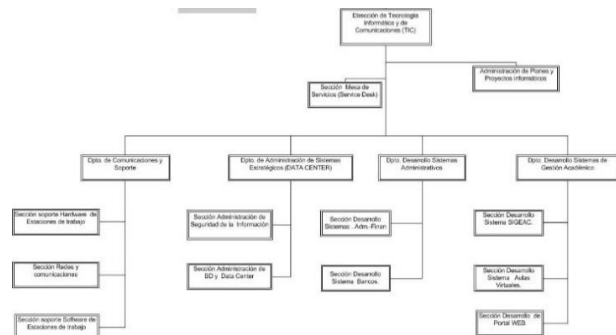 Dirección de Tecnología
Informática y de
Comunicaciones (TIC)
Administración de Planes y
Proyectos informáticos
Sección Mesa de
Servicios (Service Desk)
Dpto. de Comunicaciones y
Soporte
Dpto. de Administración de Sistemas
Estratégicos (DATA CENTER)
Dpto. Desarrollo Sistemas
Administrativos
Dpto. Desarrollo Sistemas de
Gestión Académico
Sección soporte Hardware de
Estaciones de trabajo
Sección Administración de
Seguridad de la Información
Sección Desarrollo
Sistemas .Adm.-Finan
Sección Desarrollo
Sistema SIGEAC.
Sección Redes y
comunicaciones
Sección Administración de
BD y Data Center
Sección Desarrollo
Sistema Bancos.
Sección Desarrollo
Sistema Aulas
Virtuales.
Sección soporte Software de
Estaciones de trabajo
Sección Desarrollo de
Portal WEB